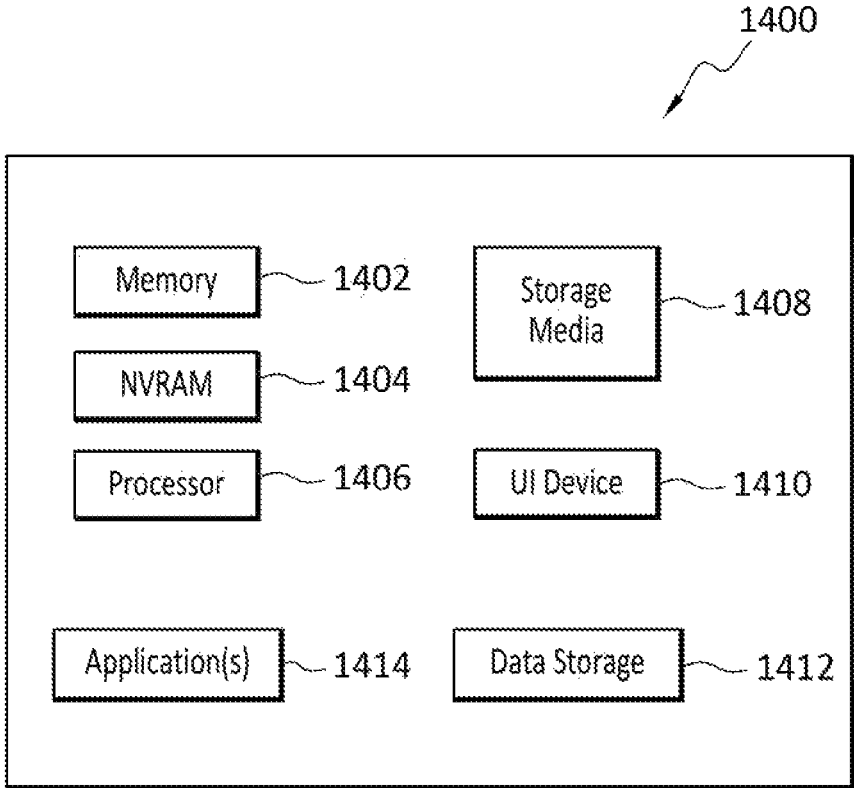 1400
Memory 1402
Storage
Media
1408
NVRAM 1404
Processor 1406
UI Device 1410
Application(s) 1414
Data Storage 1412